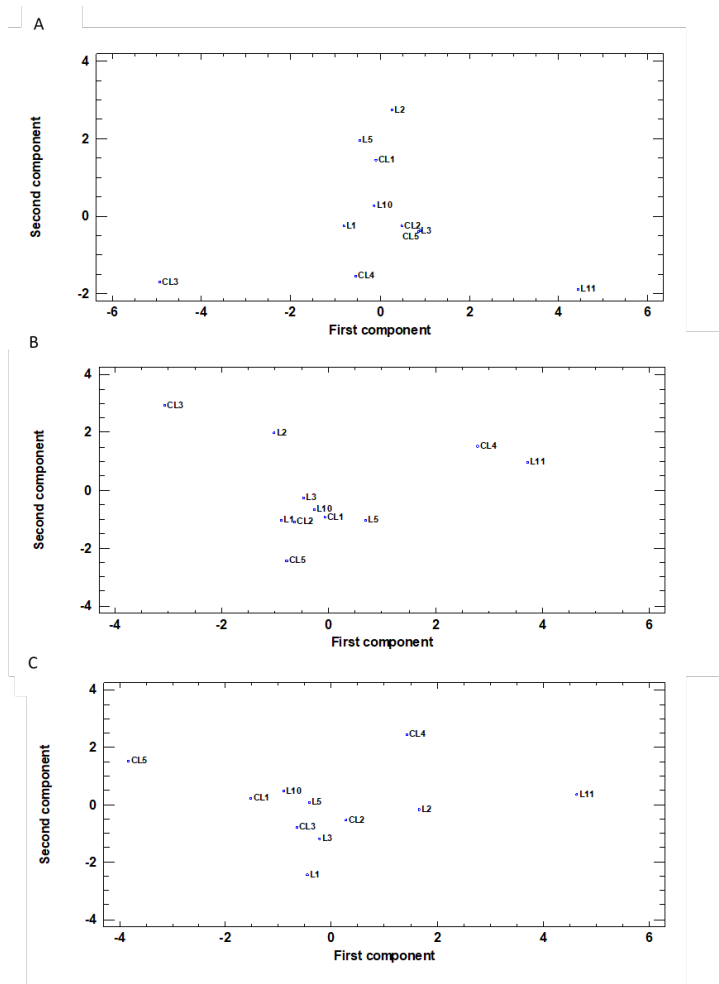 A
4
L2
2
L5
CL1
L10
0
L1
CL2
L3
CL5
CL4
CL3
L11
-2
-6 -4 -2 0 2 4 6
First component
Second component
B
4
CL3
2
L2
CL4
L11
0
L3
L10
L1
CL2
CL1
L5
-2
CL5
-4
-4 -2 0 2 4 6
First component
Second component
C
4
CL4
2
CL5
L10
CL1
L5
L11
0
L2
CL2
CL3
L3
-2
L1
-4
-4 -2 0 2 4 6
First component
Second component